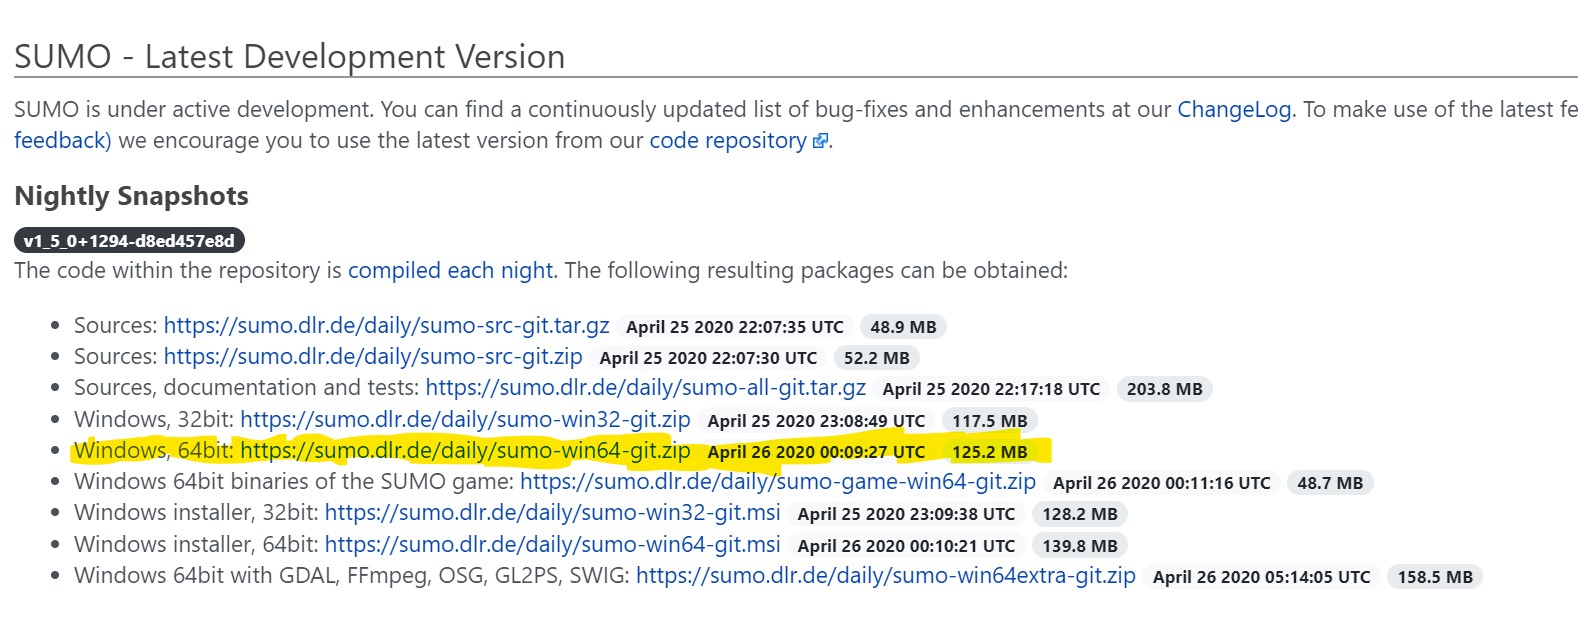 SUMO - Latest Development Version
SUMO is under active development. You can find a continuously updated list of bug-fixes and enhancements at our ChangeLog. To make use of the latest fe
feedback) we encourage you to use the latest version from our code repository.
Nightly Snapshots
v1_5_0+1294-d8ed457e8d
The code within the repository is compiled each night. The following resulting packages can be obtained:
• Sources: https://sumo.dlr.de/daily/sumo-src-git.tar.gz April 25 2020 22:07:35 UTC 48.9 MB
• Sources: https://sumo.dlr.de/daily/sumo-src-git.zip April 25 2020 22:07:30 UTC 52.2 MB
• Sources, documentation and tests: https://sumo.dlr.de/daily/sumo-all-git.tar.gz April 25 2020 22:17:18 UTC 203.8 MB
• Windows, 32bit: https://sumo.dlr.de/daily/sumo-win32-git.zip April 25 2020 23:08:49 UTC 117.5 MB
• Windows, 64bit: https://sumo.dlr.de/daily/sumo-win64-git.zip April 26 2020 00:09:27 UTC 125.2 MB
• Windows 64bit binaries of the SUMO game: https://sumo.dlr.de/daily/sumo-game-win64-git.zip April 26 2020 00:11:16 UTC 48.7 MB
• Windows installer, 32bit: https://sumo.dlr.de/daily/sumo-win32-git.msi April 25 2020 23:09:38 UTC 128.2 MB
• Windows installer, 64bit: https://sumo.dlr.de/daily/sumo-win64-git.msi April 26 2020 00:10:21 UTC 139.8 MB
• Windows 64bit with GDAL, FFmpeg, OSG, GL2PS, SWIG: https://sumo.dlr.de/daily/sumo-win64extra-git.zip April 26 2020 05:14:05 UTC 158.5 MB